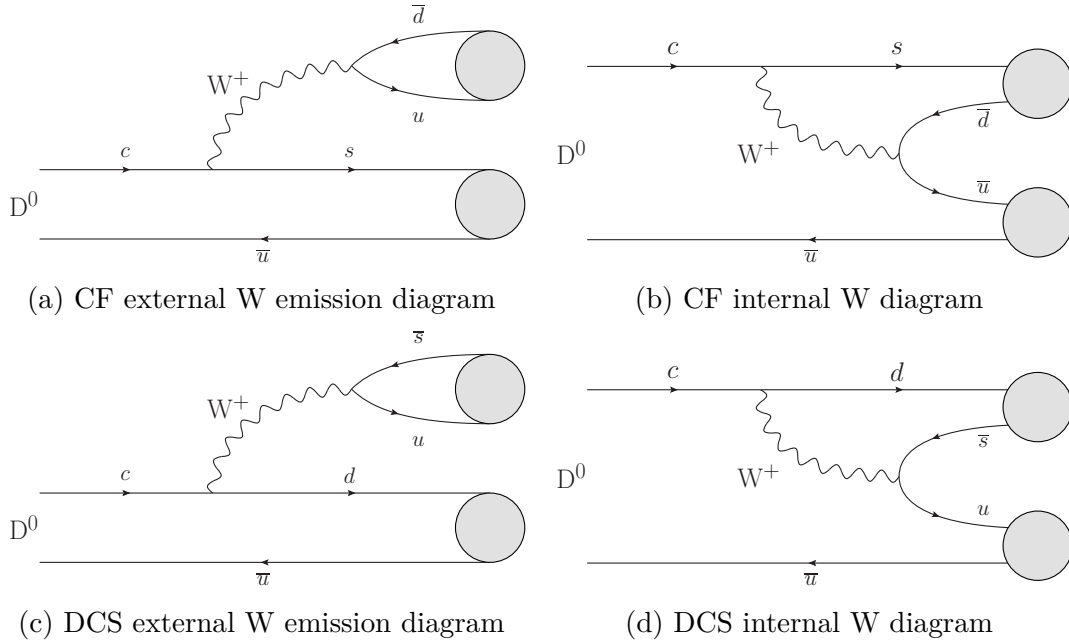 d̅
W⁺
u
c
s
D⁰
u̅
(a) CF external W emission diagram
c
s
d̅
W⁺
D⁰
u̅
u̅
(b) CF internal W diagram
s̅
W⁺
u
c
d
D⁰
u̅
(c) DCS external W emission diagram
c
d
s̅
W⁺
D⁰
u
u̅
(d) DCS internal W diagram